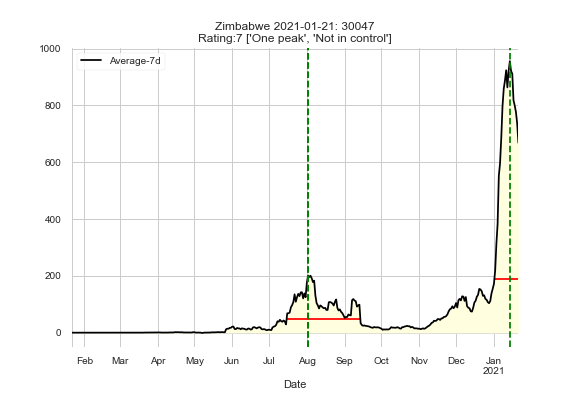 Zimbabwe 2021-01-21: 30047
Rating:7 ['One peak', 'Not in control']
Average-7d
1000
800
600
400
200
0
Feb Mar Apr May Jun Jul Aug Sep Oct Nov Dec Jan
2021
Date